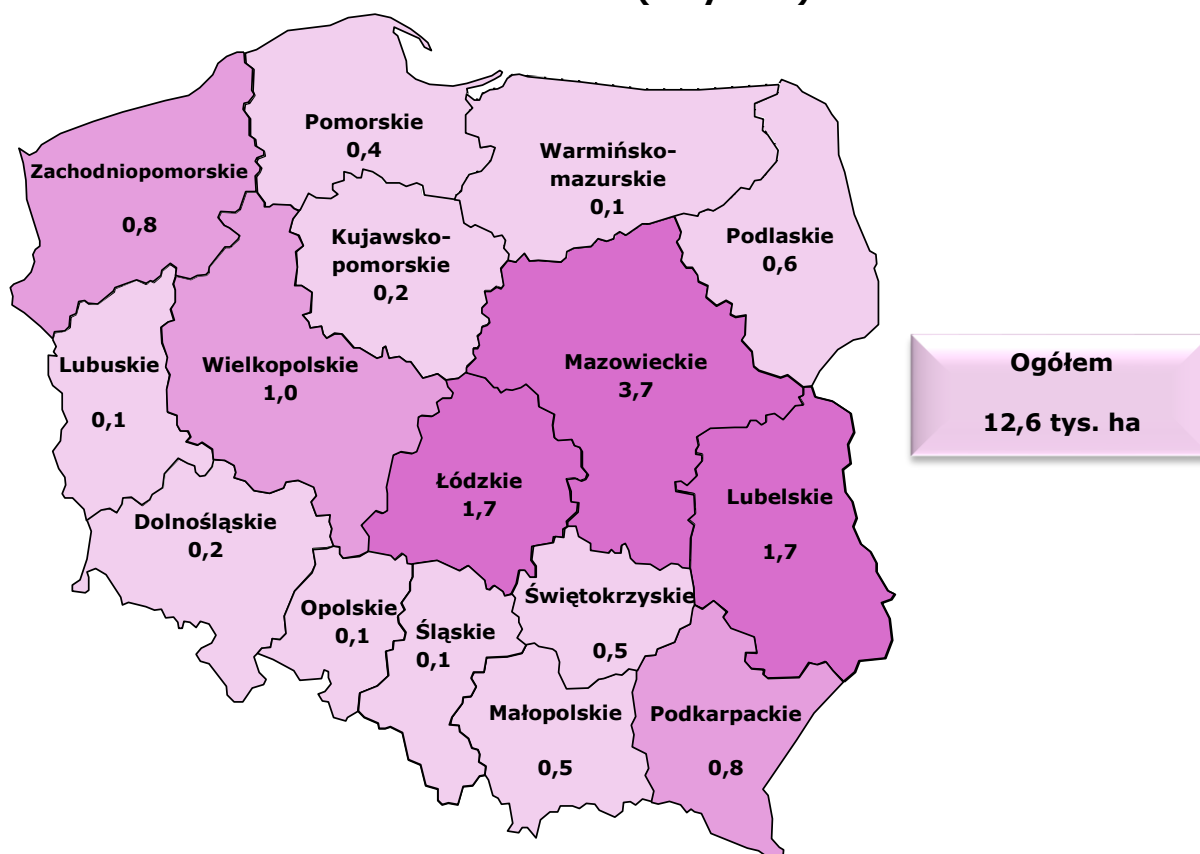 Pomorskie
0,4
Warmińsko-
mazurskie
0,1
Zachodniopomorskie
0,8
Kujawsko-
pomorskie
0,2
Podlaskie
0,6
Lubuskie
0,1
Wielkopolskie
1,0
Mazowieckie
3,7
Ogółem
12,6 tys. ha
Łódzkie
1,7
Lubelskie
1,7
Dolnośląskie
0,2
Opolskie
0,1
Śląskie
0,1
Świętokrzyskie
0,5
Małopolskie
0,5
Podkarpackie
0,8